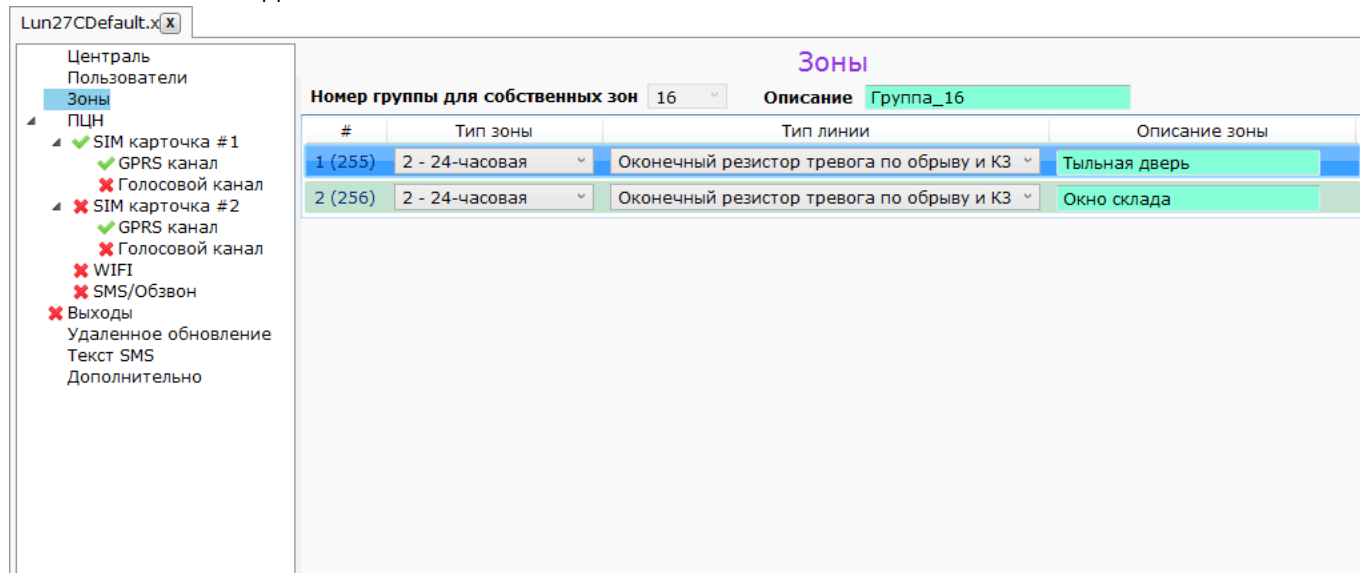 Lun27CDefault.x X
Централь
Пользователи
Зоны
ПЦН
SIM карточка #1
GPRS канал
Голосовой канал
SIM карточка #2
GPRS канал
Голосовой канал
WIFI
SMS/Обзвон
Выходы
Удаленное обновление
Текст SMS
Дополнительно
Зоны
Номер группы для собственных зон 16 Описание Группа_16
# Тип зоны Тип линии Описание зоны
1 (255) 2 - 24-часовая Оконечный резистор тревога по обрыву и КЗ Тыльная дверь
2 (256) 2 - 24-часовая Оконечный резистор тревога по обрыву и КЗ Окно склада